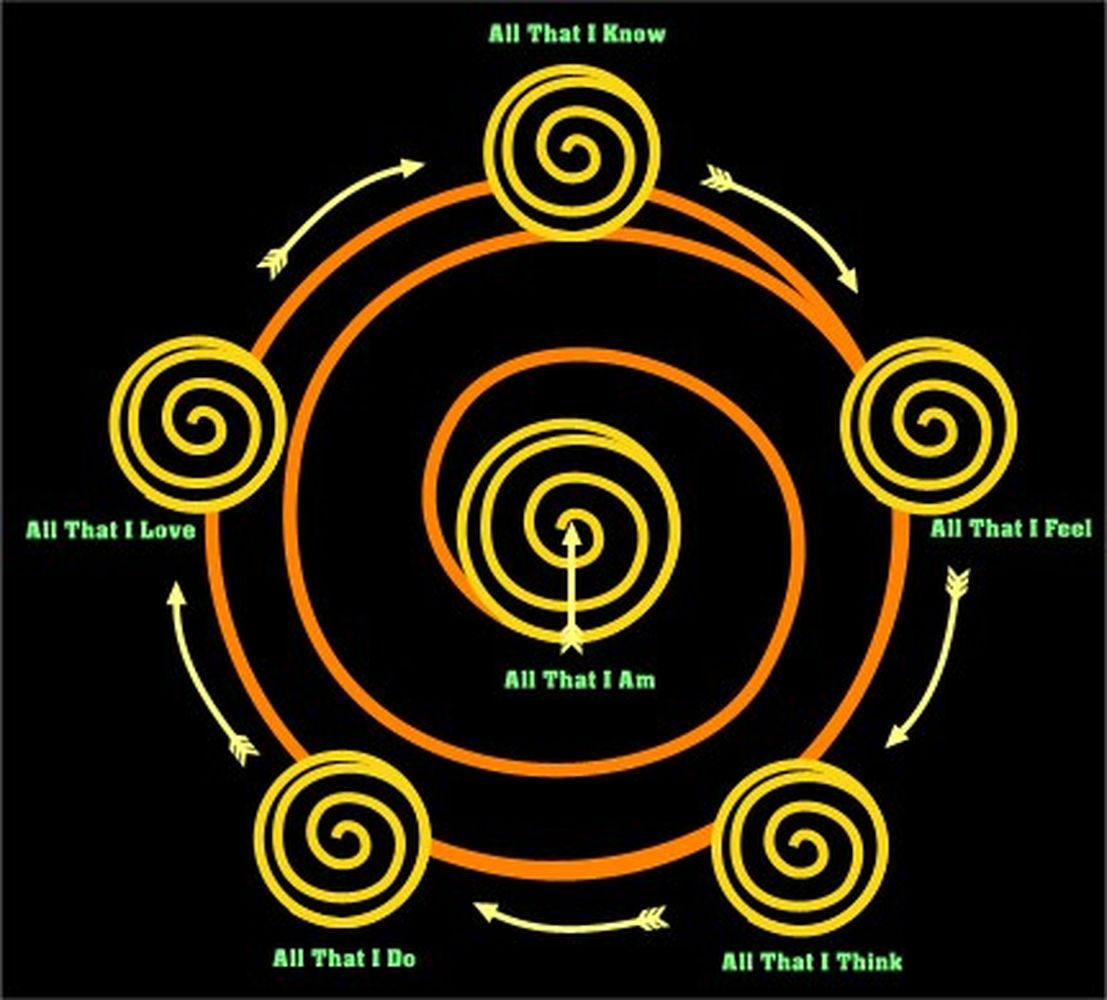 All That I Know
All That I Love
All That I Feel
All That I Am
All That I Do
All That I Think